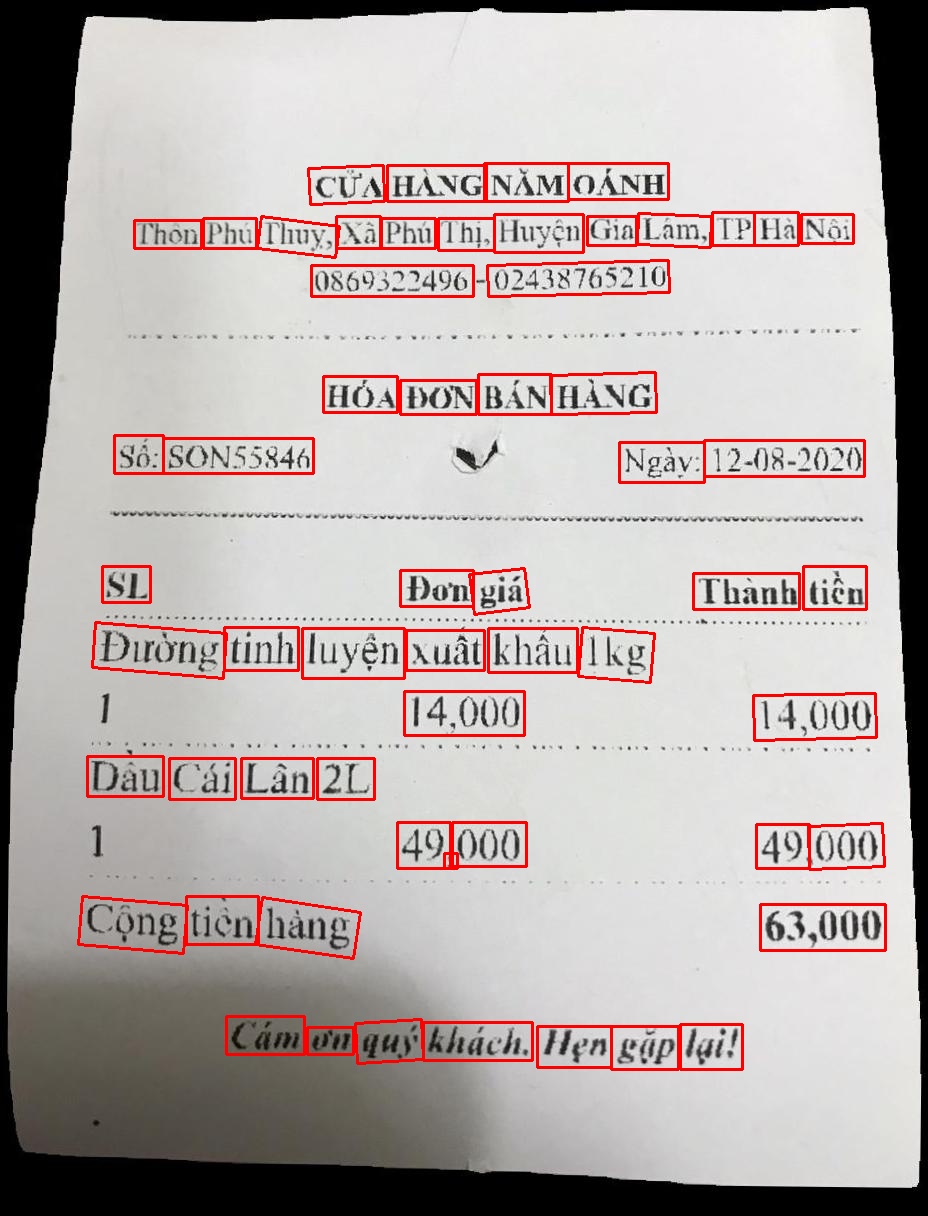 CỬA HÀNG NĂM OÁNH
Thôn Phú Thụy, Xã Phú Thị, Huyện Gia Lâm, TP Hà Nội
0869322496 - 02438765210
HÓA ĐƠN BÁN HÀNG
Số: SON55846 Ngày: 12-08-2020
SL Đơn giá Thành tiền
Đường tinh luyện xuất khẩu 1kg
1 14,000 14,000
Dầu Cái Lân 2L
1 49,000 49,000
Cộng tiền hàng 63,000
Cám ơn quý khách. Hẹn gặp lại!